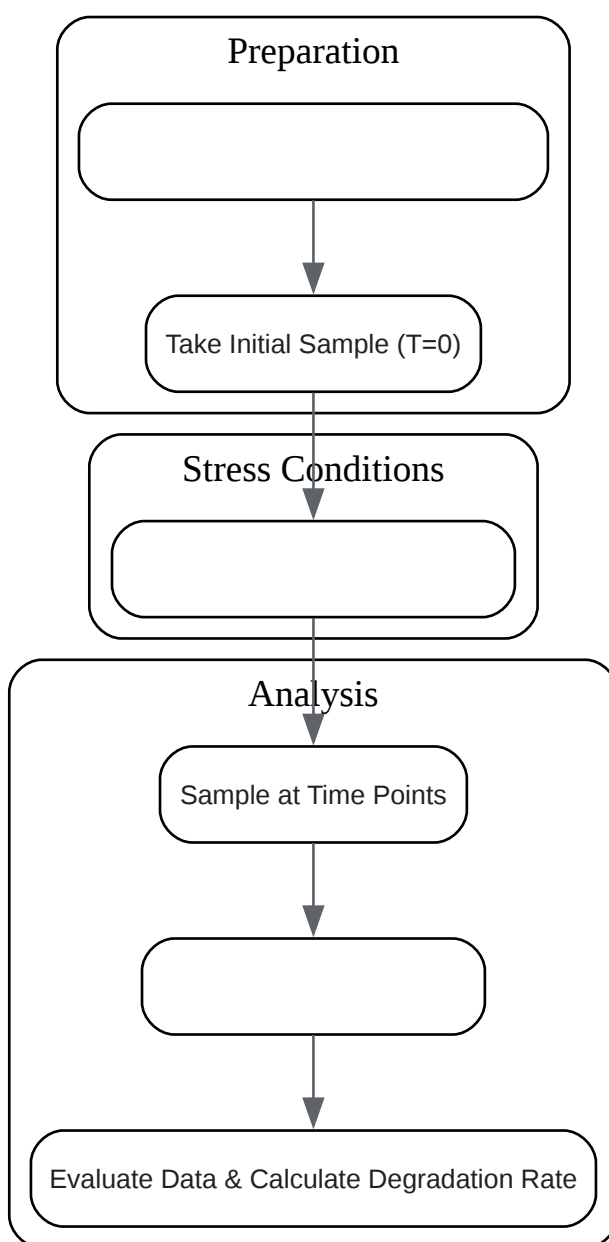 Preparation
Take Initial Sample (T=0)
Stress Conditions
Analysis
Sample at Time Points
Evaluate Data & Calculate Degradation Rate